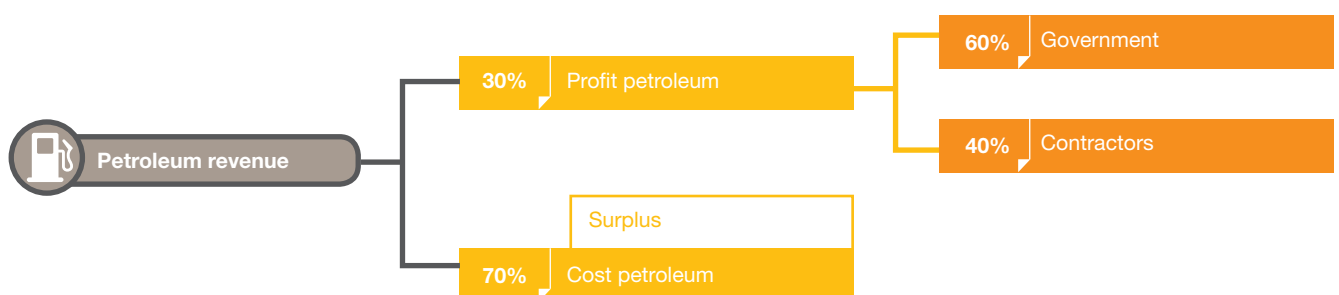 Petroleum revenue
30% Profit petroleum
60% Government
40% Contractors
Surplus
70% Cost petroleum